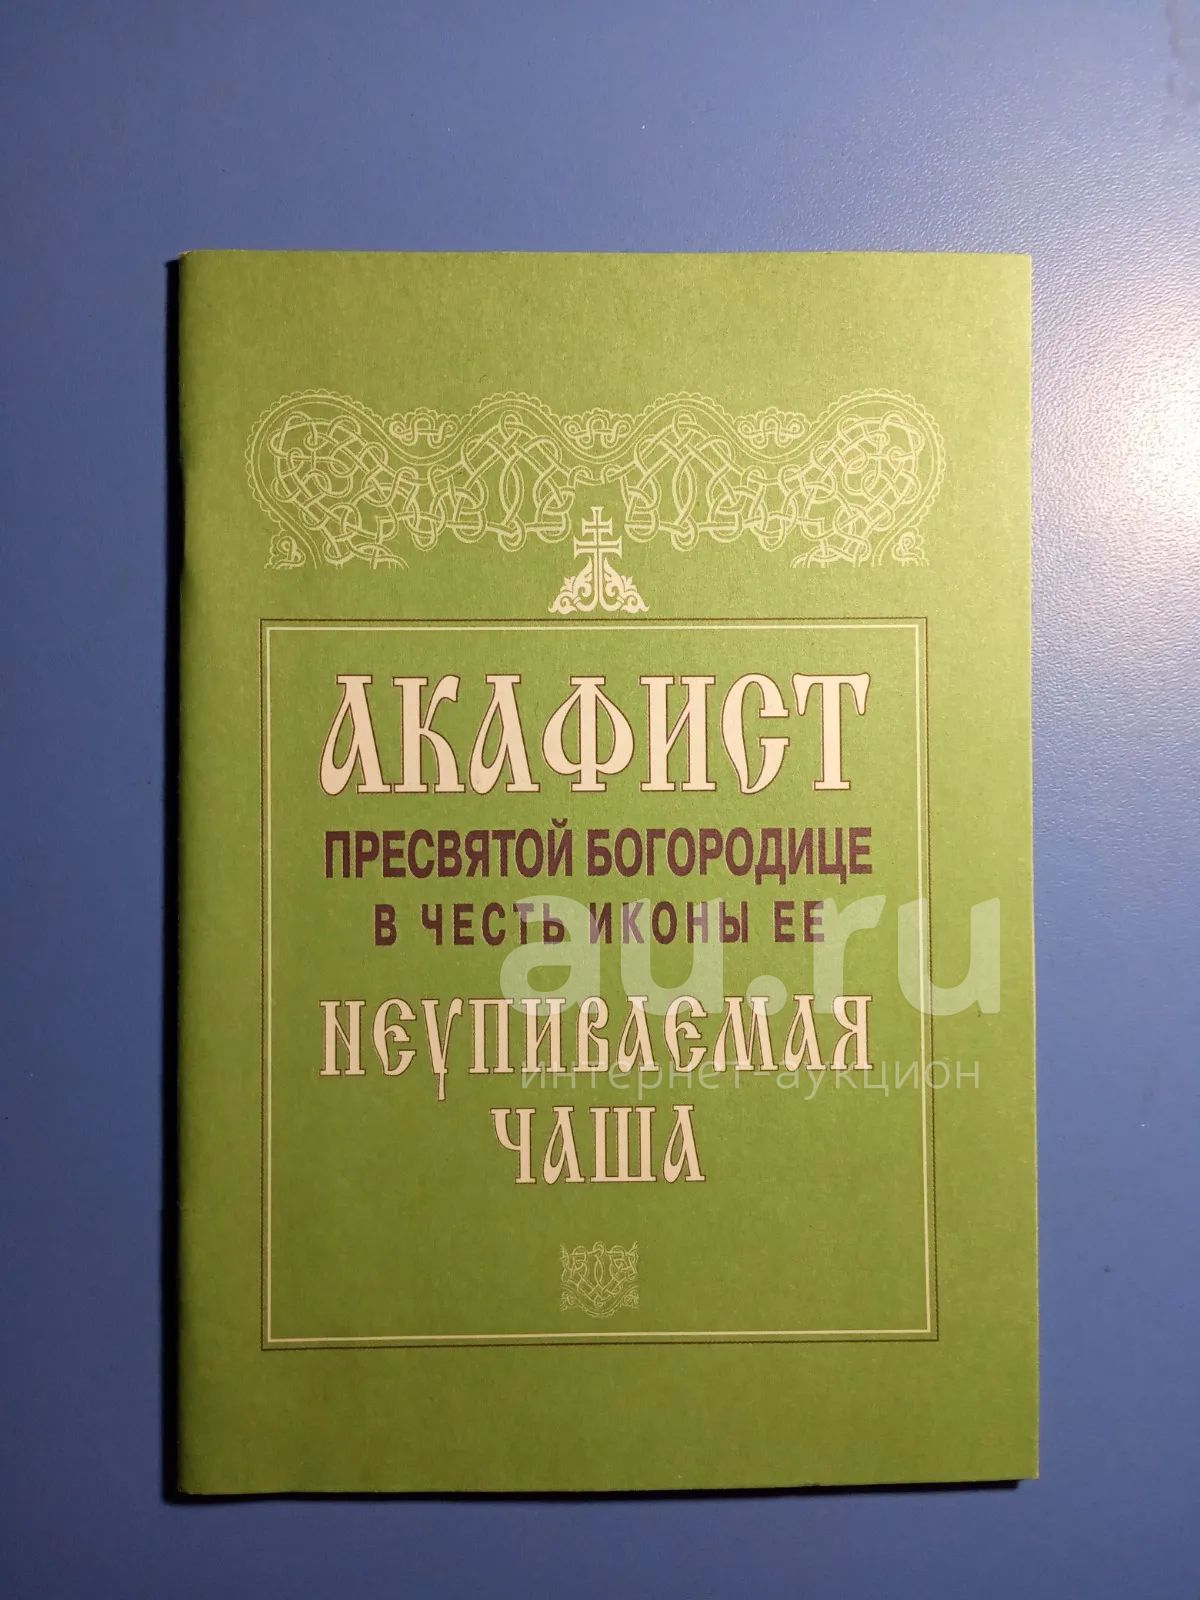 АКАФИСТ
ПРЕСВЯТОЙ БОГОРОДИЦЕ
В ЧЕСТЬ ИКОНЫ ЕЕ
au.ru
НЕУПИВАЕМАЯ
интернет-аукцион
ЧАША